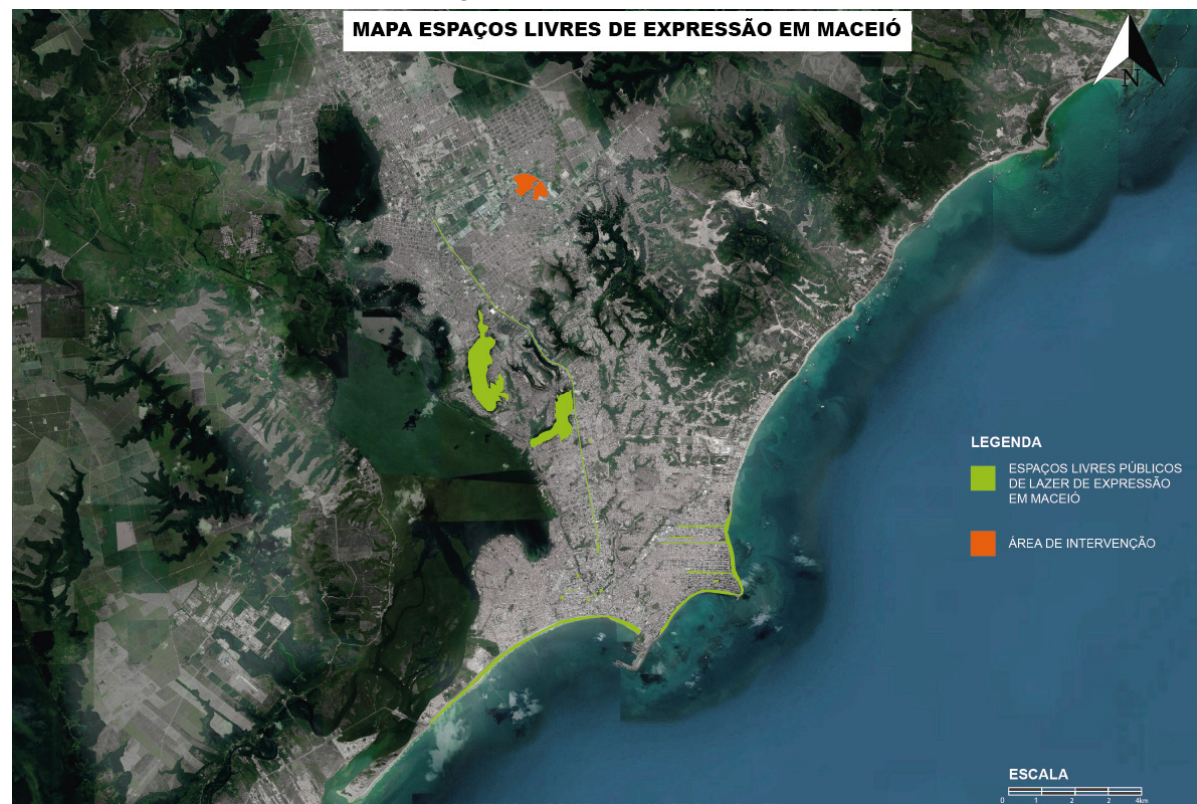 MAPA ESPAÇOS LIVRES DE EXPRESSÃO EM MACEIÓ
N
LEGENDA
ESPAÇOS LIVRES PÚBLICOS
DE LAZER DE EXPRESSÃO
EM MACEIÓ
ÁREA DE INTERVENÇÃO
ESCALA
0 1 2 2 4km